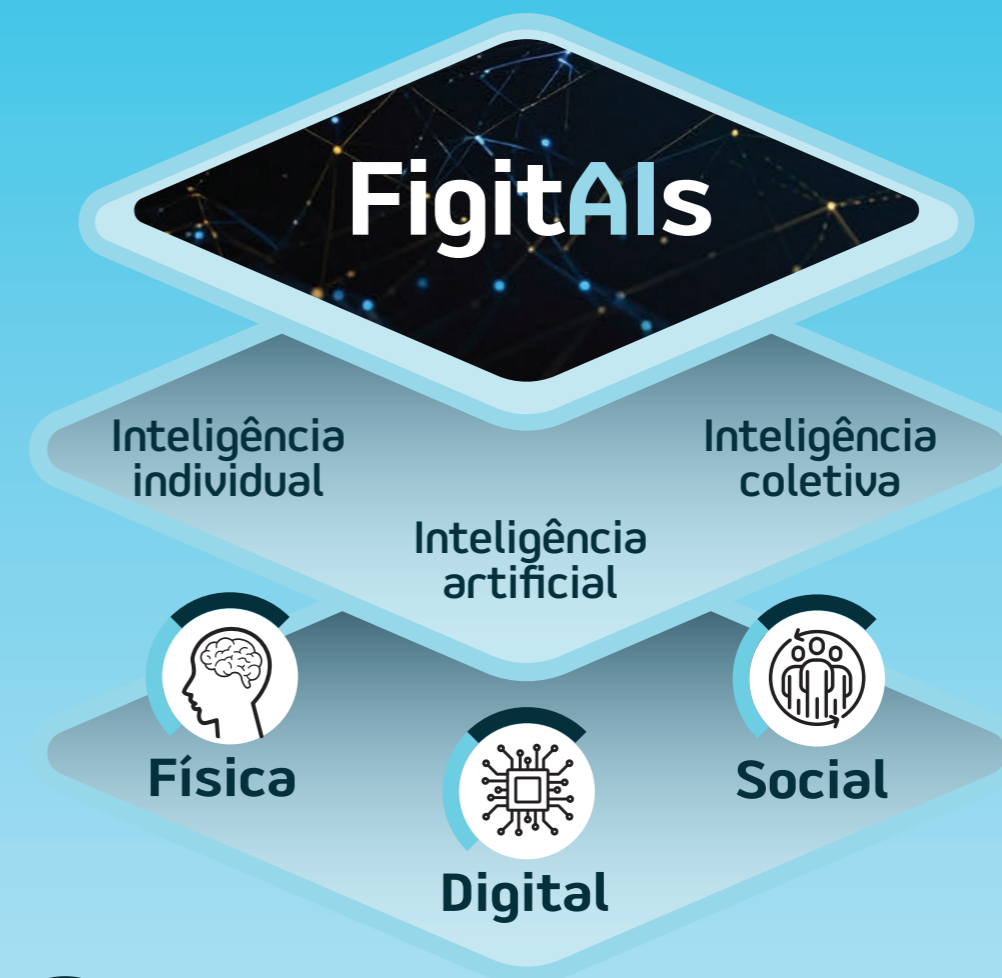 FigitAIs
Inteligência
individual
Inteligência
coletiva
Inteligência
artificial
Física
Social
Digital